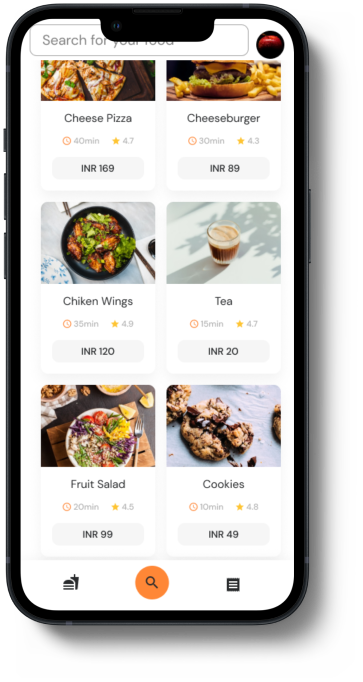 Search for your food
Cheese Pizza
40min 4.7
INR 169
Cheeseburger
30min 4.3
INR 89
Chiken Wings
35min 4.9
INR 120
Tea
15min 4.7
INR 20
Fruit Salad
20min 4.5
INR 99
Cookies
10min 4.8
INR 49